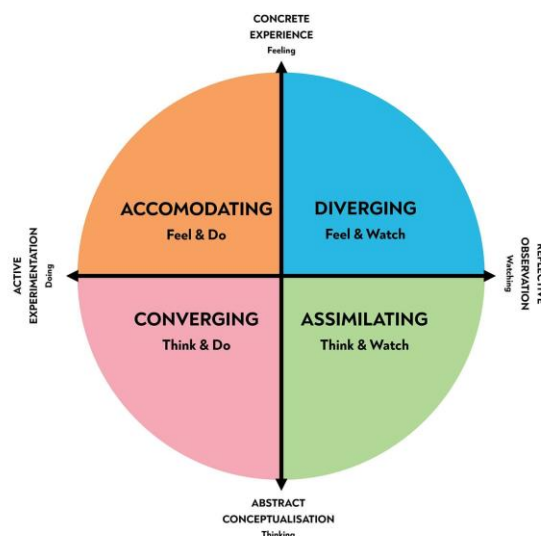 CONCRETE
EXPERIENCE
Feeling
ACCOMODATING
Feel & Do
DIVERGING
Feel & Watch
ACTIVE
EXPERIMENTATION
Doing
REFLECTIVE
OBSERVATION
Watching
CONVERGING
Think & Do
ASSIMILATING
Think & Watch
ABSTRACT
CONCEPTUALISATION
Thinking